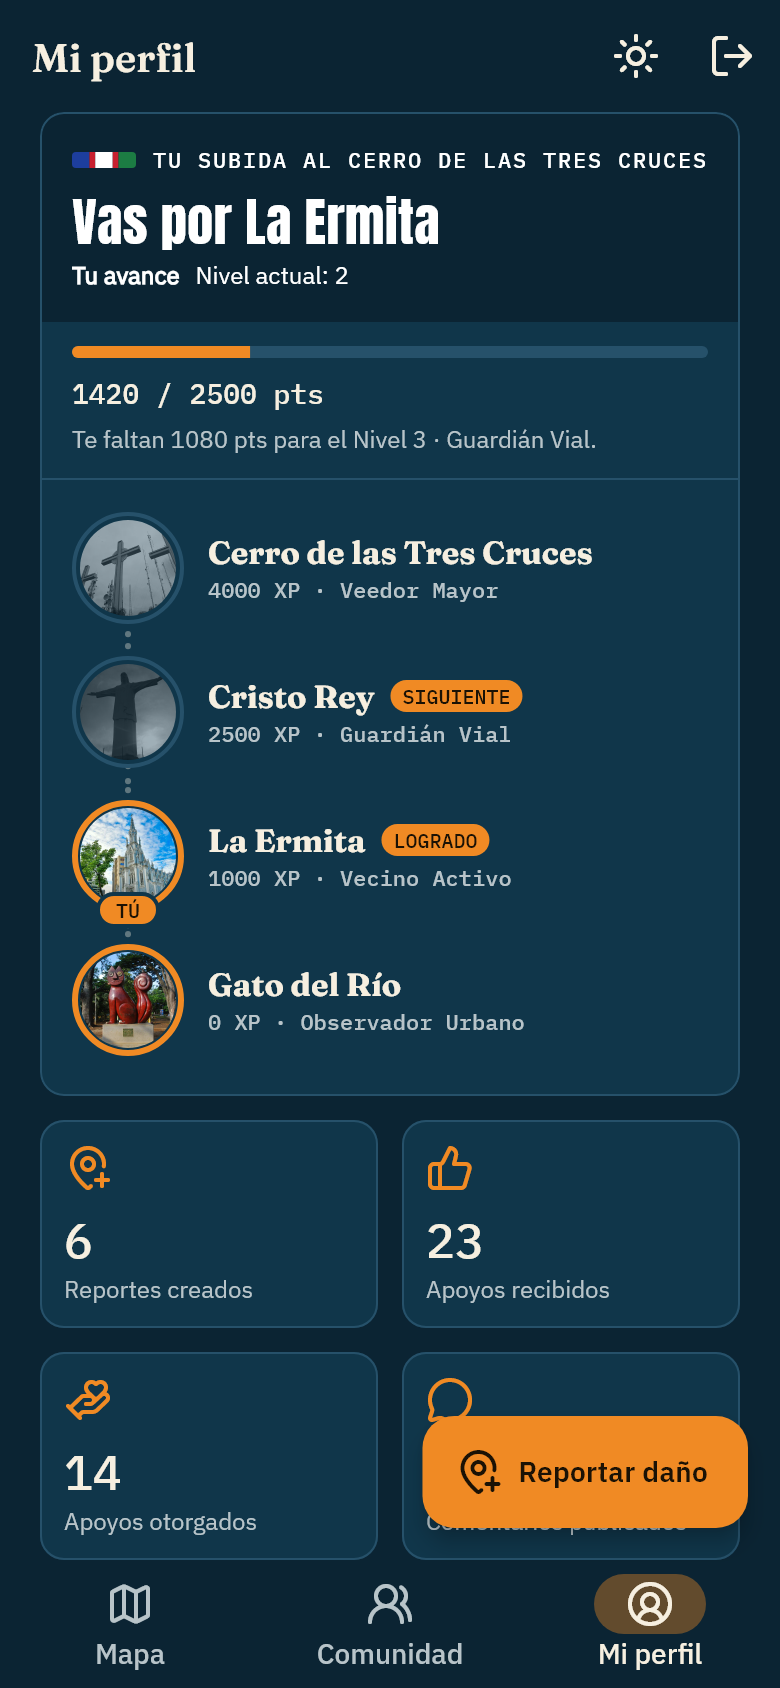 Mi perfil
TU SUBIDA AL CERRO DE LAS TRES CRUCES
Vas por La Ermita
Tu avance Nivel actual: 2
1420 / 2500 pts
Te faltan 1080 pts para el Nivel 3 · Guardián Vial.
Cerro de las Tres Cruces
4000 XP · Veedor Mayor
Cristo Rey SIGUIENTE
2500 XP · Guardián Vial
La Ermita LOGRADO
1000 XP · Vecino Activo
TÚ
Gato del Río
0 XP · Observador Urbano
6
Reportes creados
23
Apoyos recibidos
14
Apoyos otorgados
Reportar daño
Comentarios publicados
Mapa
Comunidad
Mi perfil